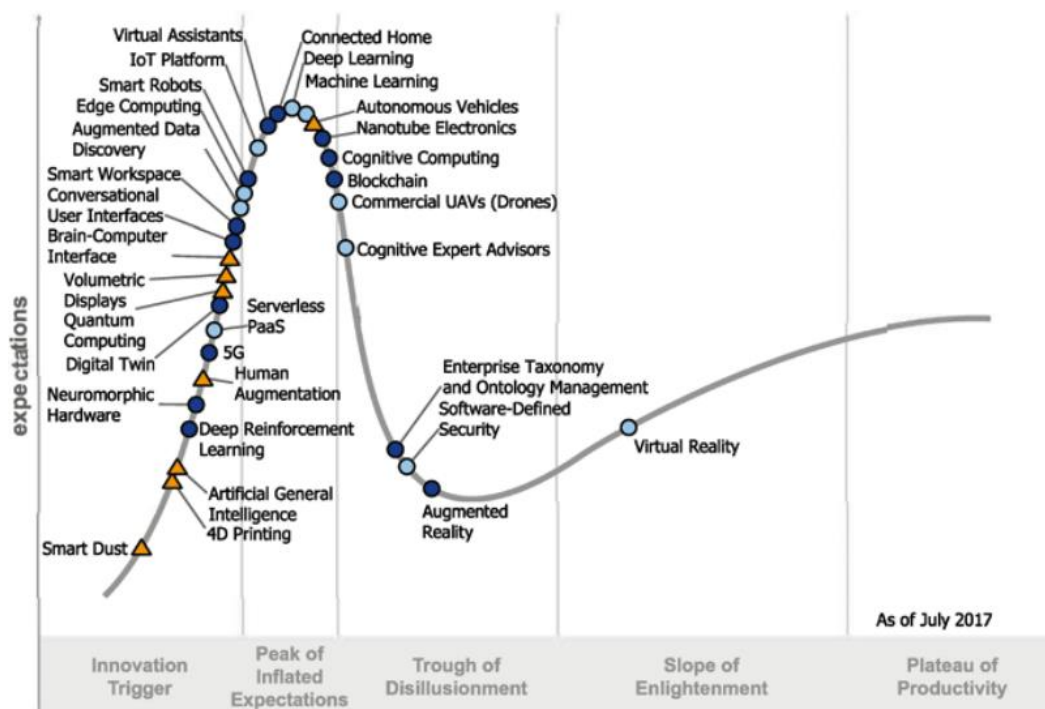 expectations
Virtual Assistants
IoT Platform
Smart Robots
Edge Computing
Augmented Data
Discovery
Smart Workspace
Conversational
User Interfaces
Brain-Computer
Interface
Volumetric
Displays
Quantum
Computing
Digital Twin
Serverless
PaaS
5G
Human
Augmentation
Neuromorphic
Hardware
Deep Reinforcement
Learning
Artificial General
Intelligence
4D Printing
Smart Dust
Connected Home
Deep Learning
Machine Learning
Autonomous Vehicles
Nanotube Electronics
Cognitive Computing
Blockchain
Commercial UAVs (Drones)
Cognitive Expert Advisors
Enterprise Taxonomy
and Ontology Management
Software-Defined
Security
Augmented
Reality
Virtual Reality
As of July 2017
Innovation
Trigger
Peak of
Inflated
Expectations
Trough of
Disillusionment
Slope of
Enlightenment
Plateau of
Productivity